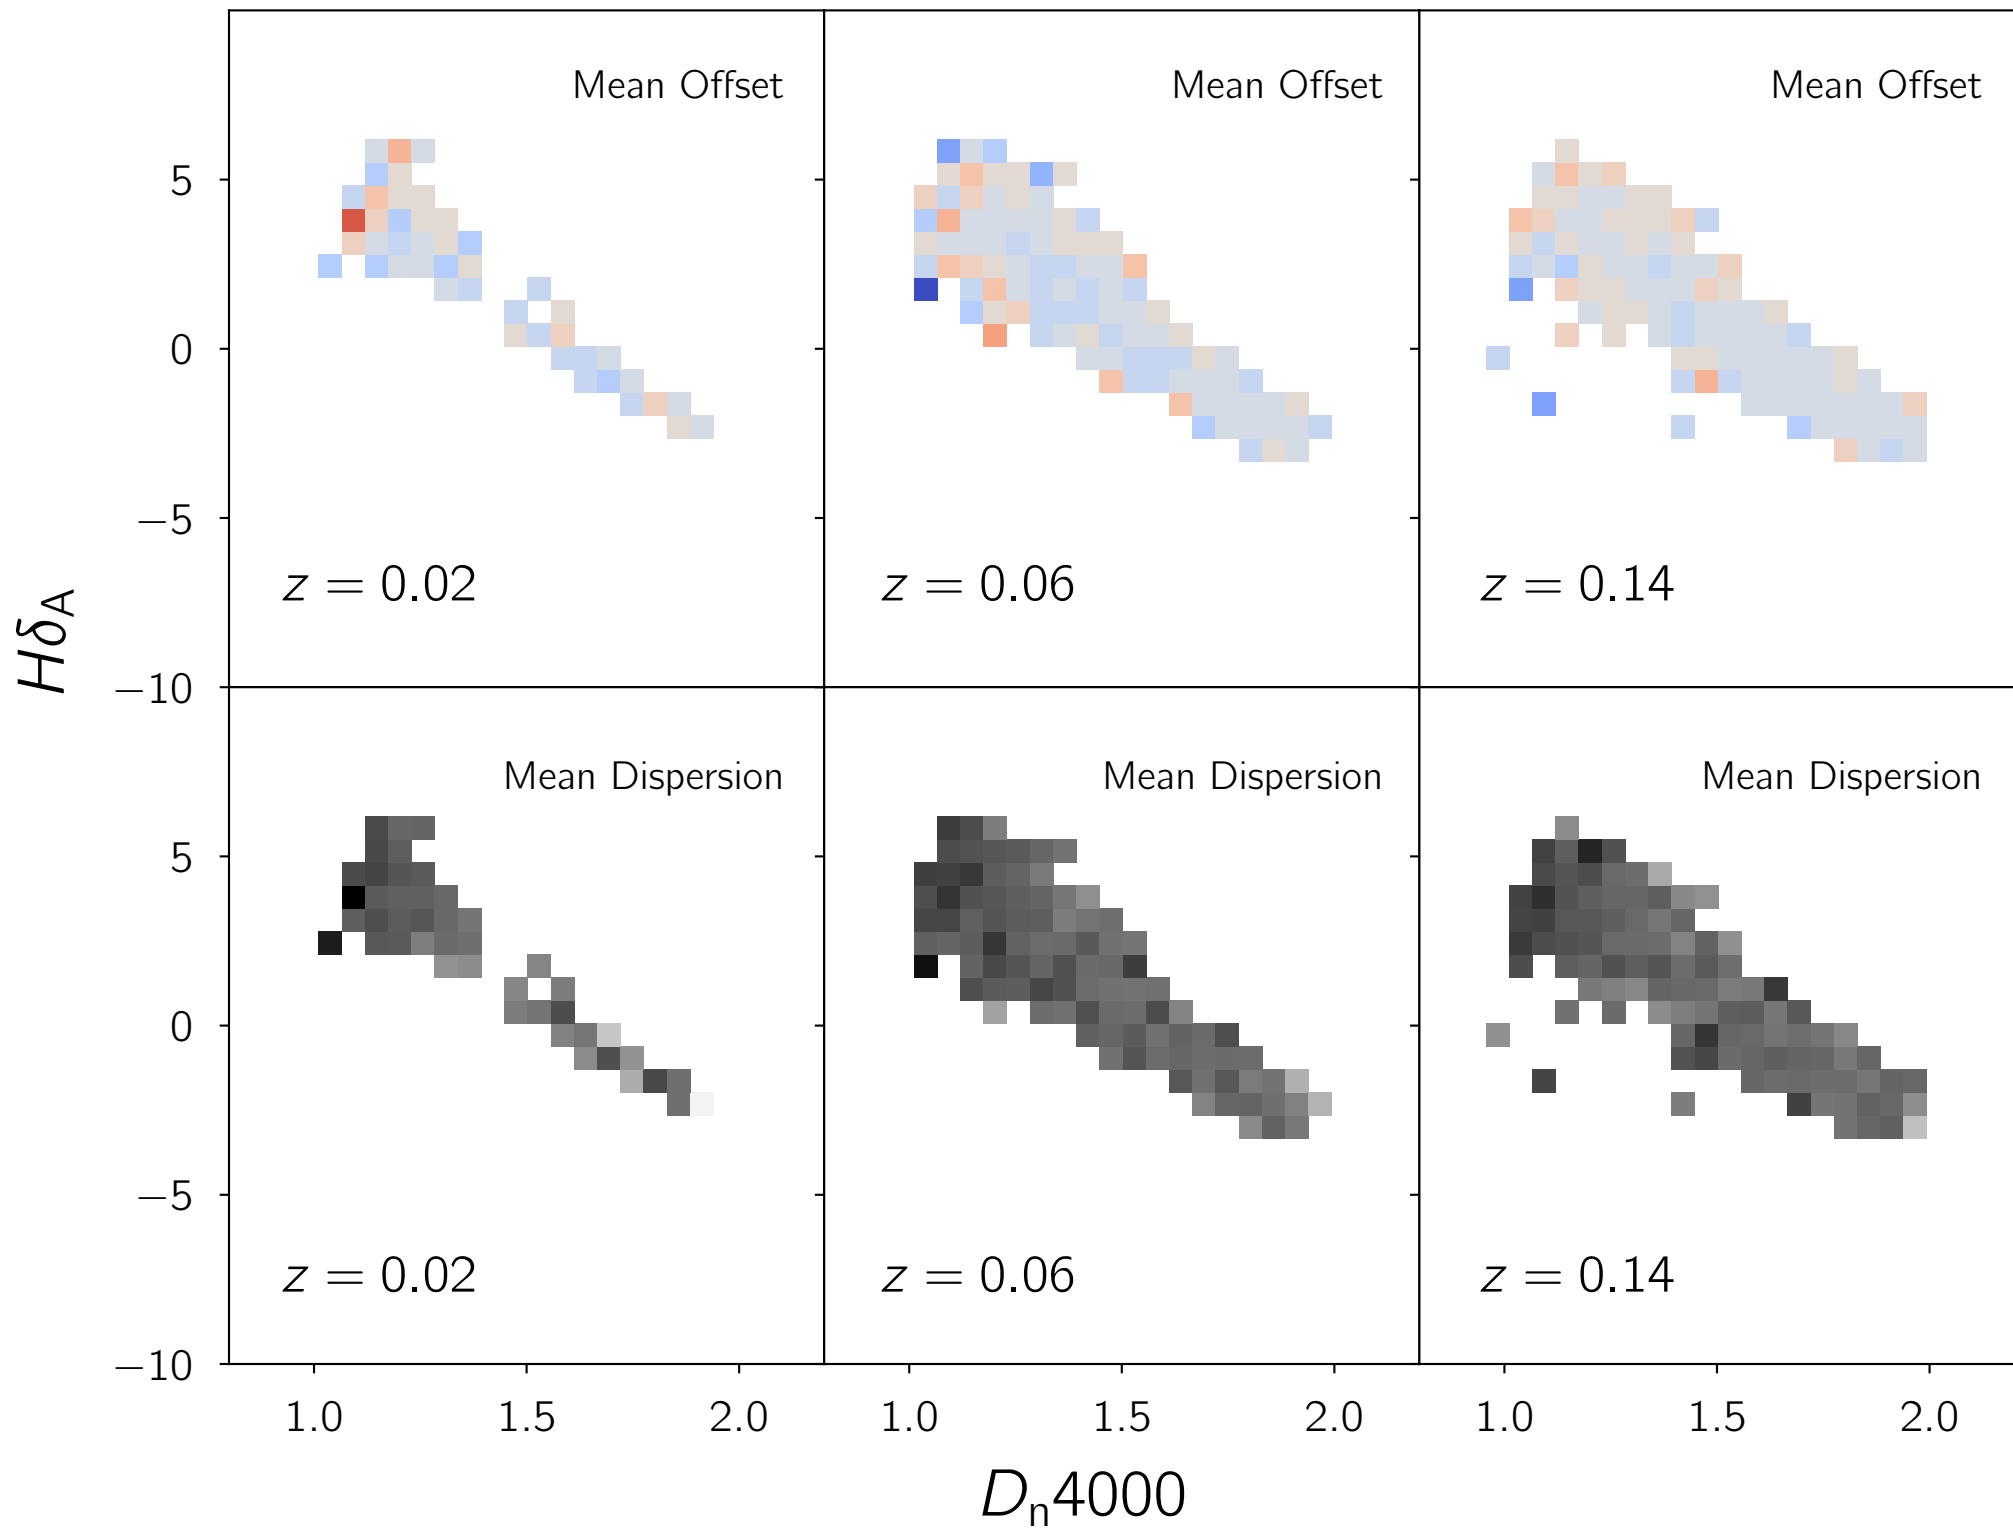 Mean Offset
Mean Offset
Mean Offset
5
0
−5
−10
z = 0.02
z = 0.06
z = 0.14
HδA
Mean Dispersion
Mean Dispersion
Mean Dispersion
5
0
−5
−10
z = 0.02
z = 0.06
z = 0.14
1.0 1.5 2.0 1.0 1.5 2.0 1.0 1.5 2.0
Dn4000